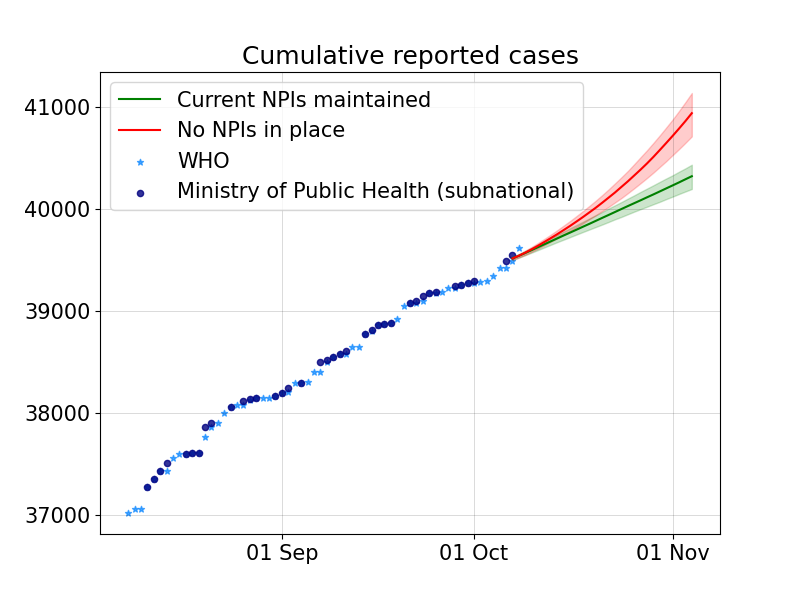 Cumulative reported cases
Current NPIs maintained
No NPIs in place
WHO
Ministry of Public Health (subnational)
41000
40000
39000
38000
37000
01 Sep
01 Oct
01 Nov